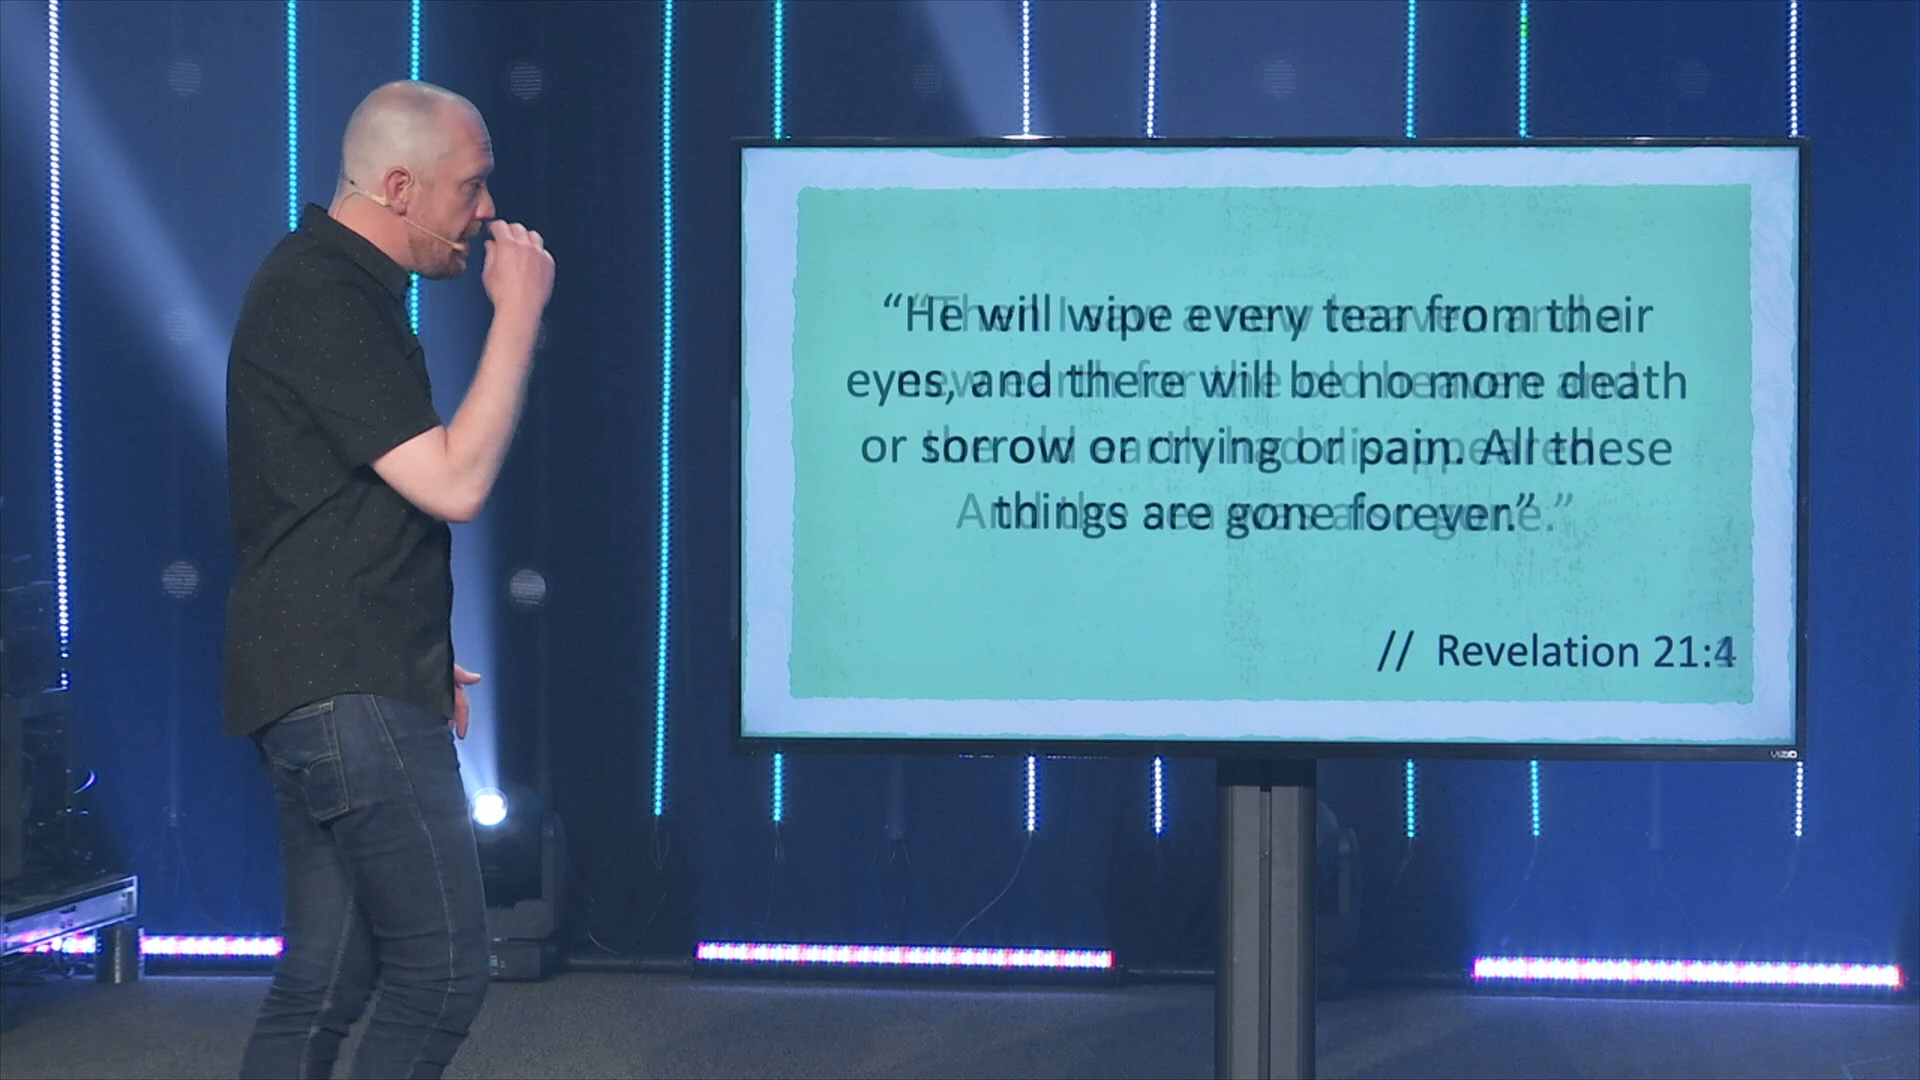 “He will wipe every tear from their
eyes, and there will be no more death
or sorrow or crying or pain. All these
things are gone forever.”
// Revelation 21:4
VIZIO